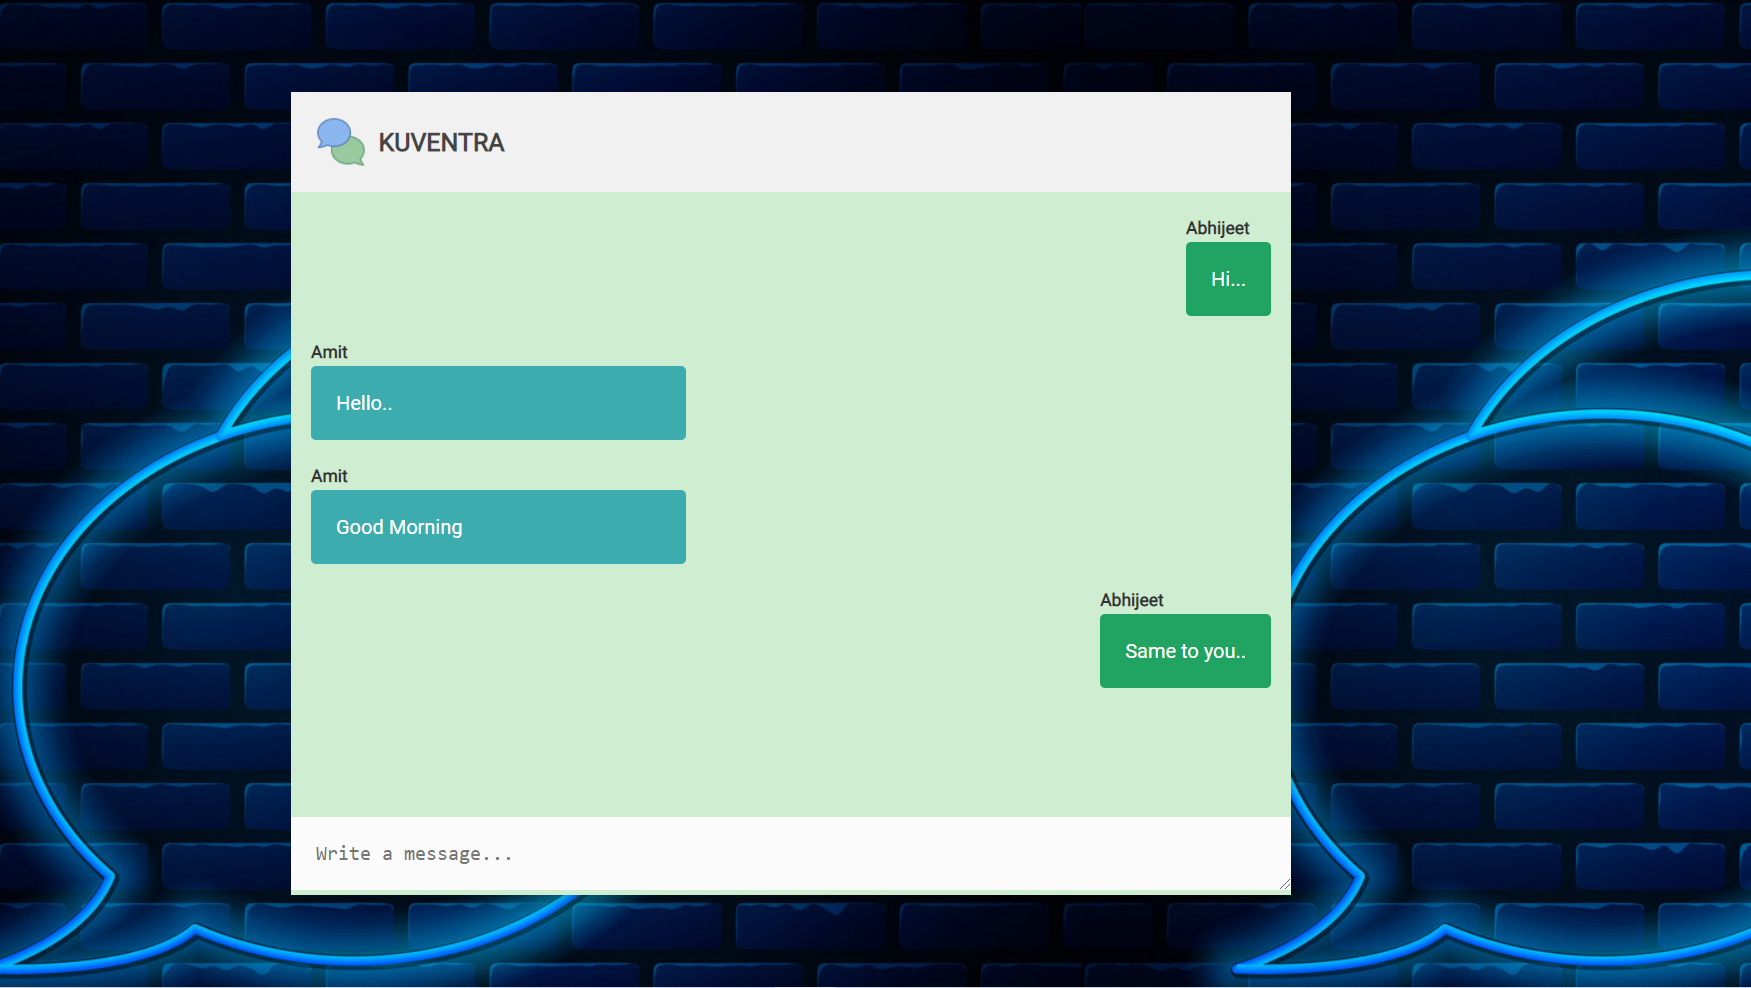 KUVENTRA
Abhijeet
Hi...
Amit
Hello..
Amit
Good Morning
Abhijeet
Same to you..
Write a message...